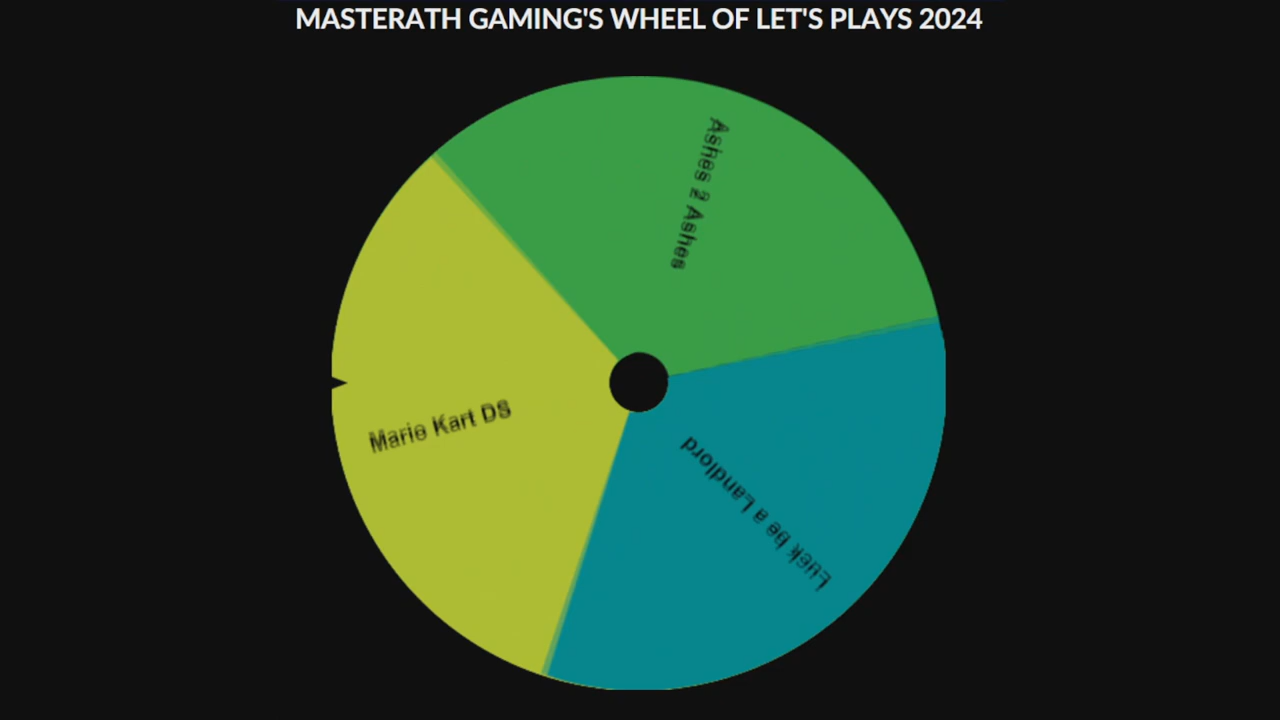 MASTERATH GAMING'S WHEEL OF LET'S PLAYS 2024
Ashes 2 Ashes
Mario Kart DS
Luck be a Landlord